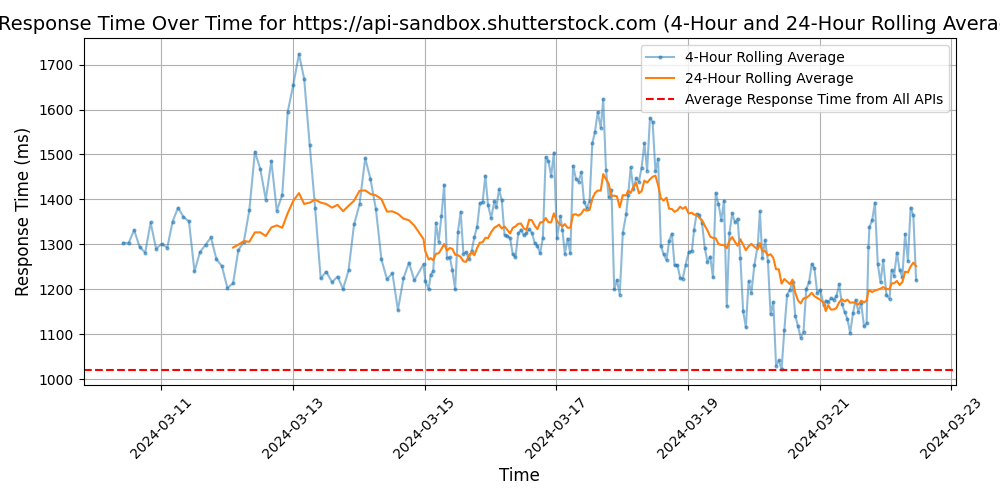 Response Time Over Time for https://api-sandbox.shutterstock.com (4-Hour and 24-Hour Rolling Avera
4-Hour Rolling Average
24-Hour Rolling Average
Average Response Time from All APIs
Response Time (ms)
1700
1600
1500
1400
1300
1200
1100
1000
2024-03-11
2024-03-13
2024-03-15
2024-03-17
2024-03-19
2024-03-21
2024-03-23
Time